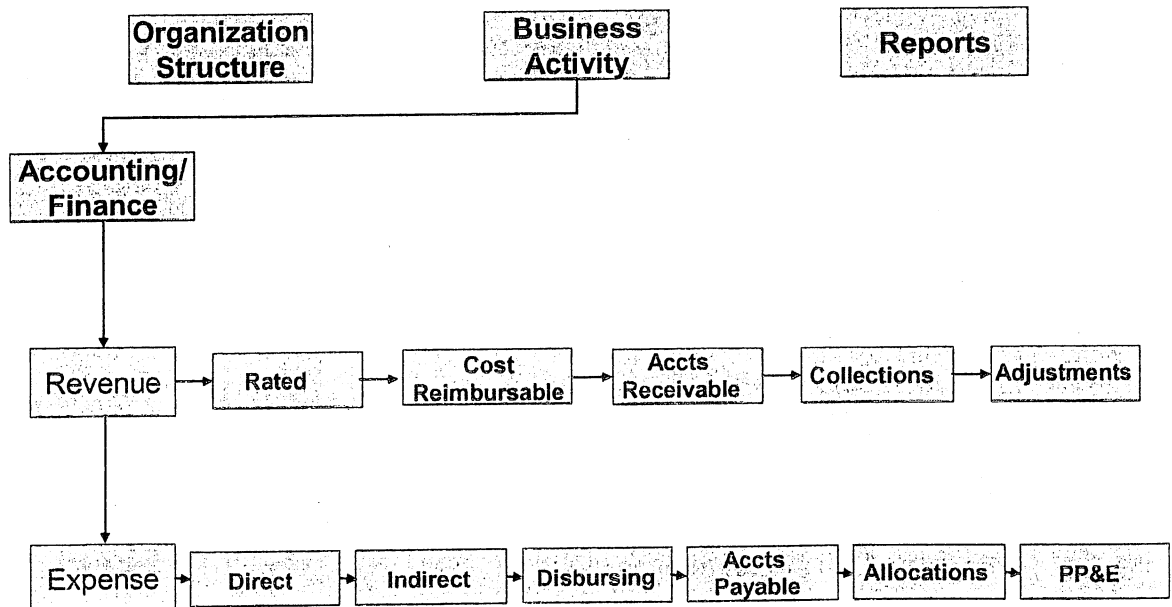 Organization
Structure
Business
Activity
Reports
Accounting/
Finance
Revenue
Rated
Cost
Reimbursable
Accts
Receivable
Collections
Adjustments
Expense
Direct
Indirect
Disbursing
Accts
Payable
Allocations
PP&E